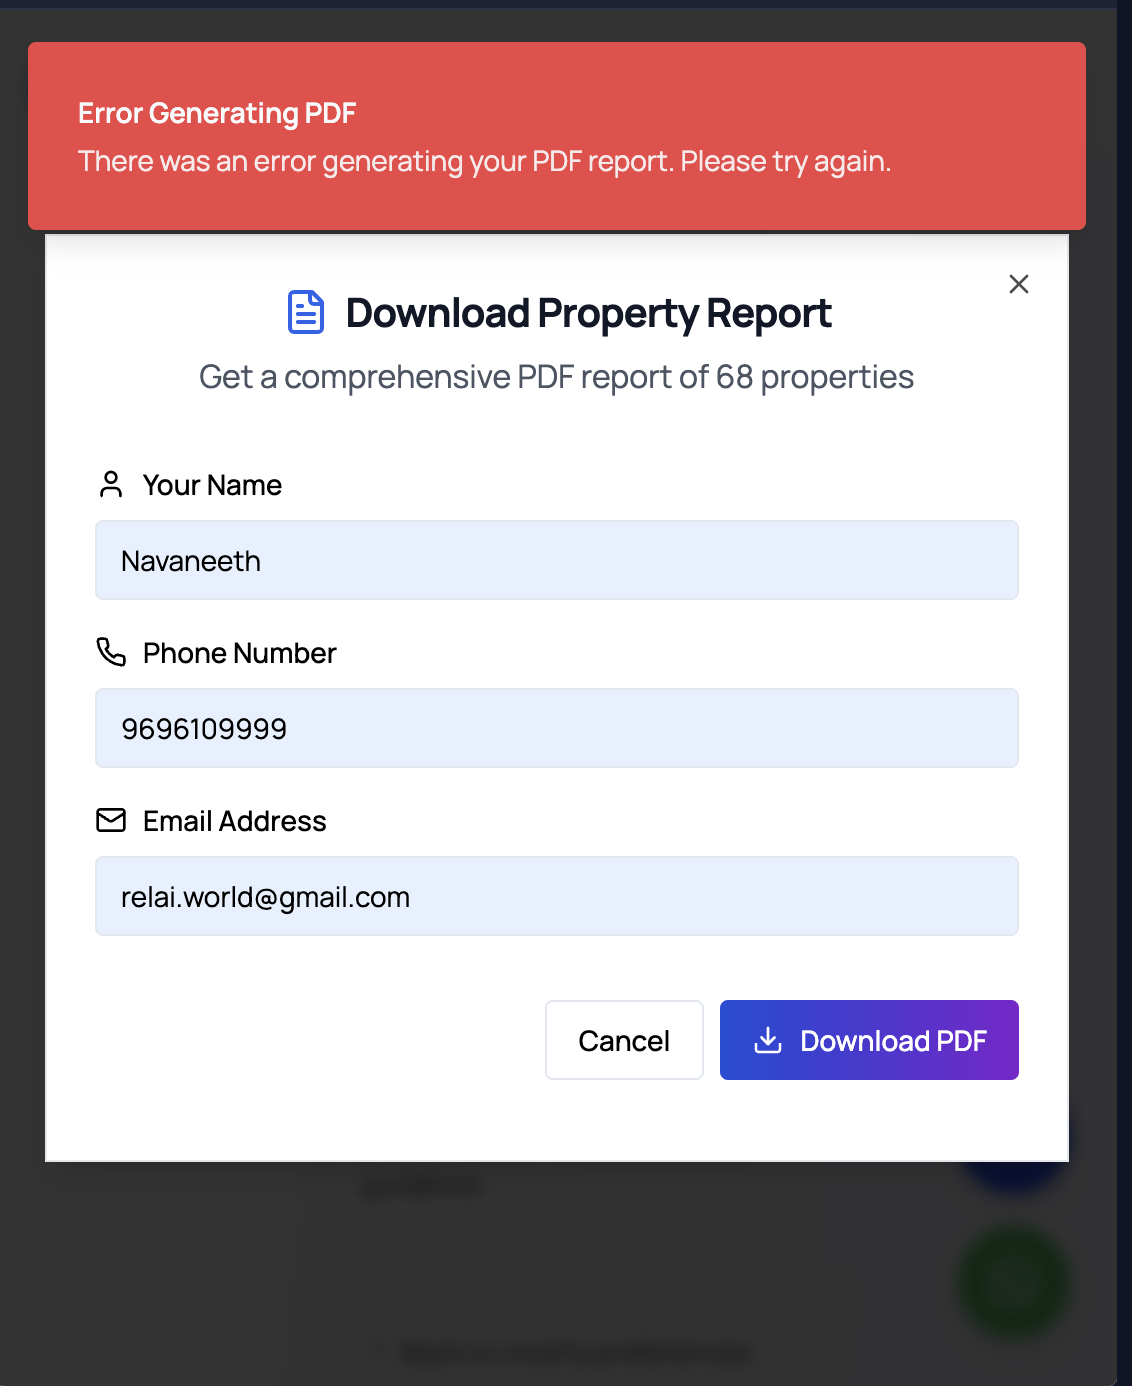 Error Generating PDF
There was an error generating your PDF report. Please try again.
Download Property Report
Get a comprehensive PDF report of 68 properties
Your Name
Navaneeth
Phone Number
9696109999
Email Address
relai.world@gmail.com
Cancel
Download PDF